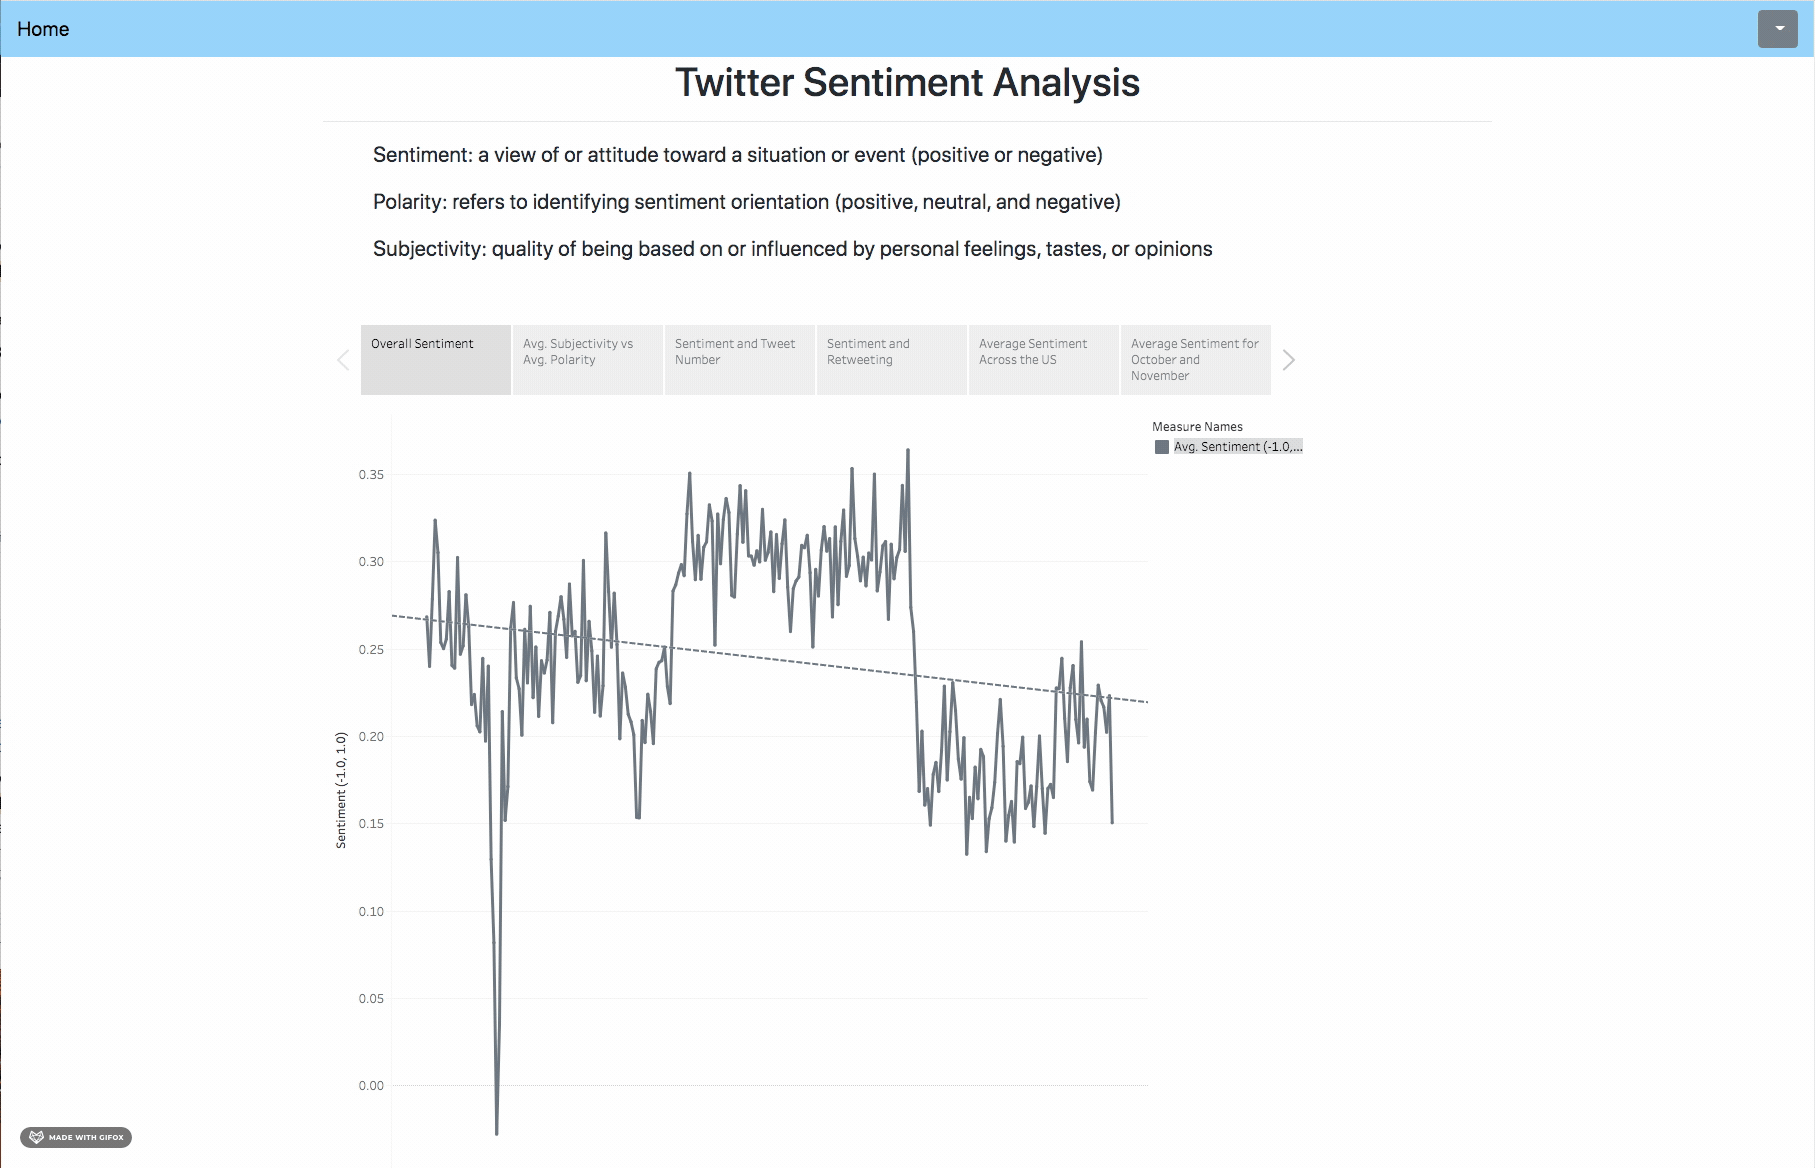 Home
Twitter Sentiment Analysis
Sentiment: a view of or attitude toward a situation or event (positive or negative)
Polarity: refers to identifying sentiment orientation (positive, neutral, and negative)
Subjectivity: quality of being based on or influenced by personal feelings, tastes, or opinions
Overall Sentiment
Avg. Subjectivity vs
Avg. Polarity
Sentiment and Tweet
Number
Sentiment and
Retweeting
Average Sentiment
Across the US
Average Sentiment for
October and
November
Measure Names
Avg. Sentiment (-1.0,...
Sentiment (-1.0, 1.0)
0.35
0.30
0.25
0.20
0.15
0.10
0.05
0.00
MADE WITH GIFOX